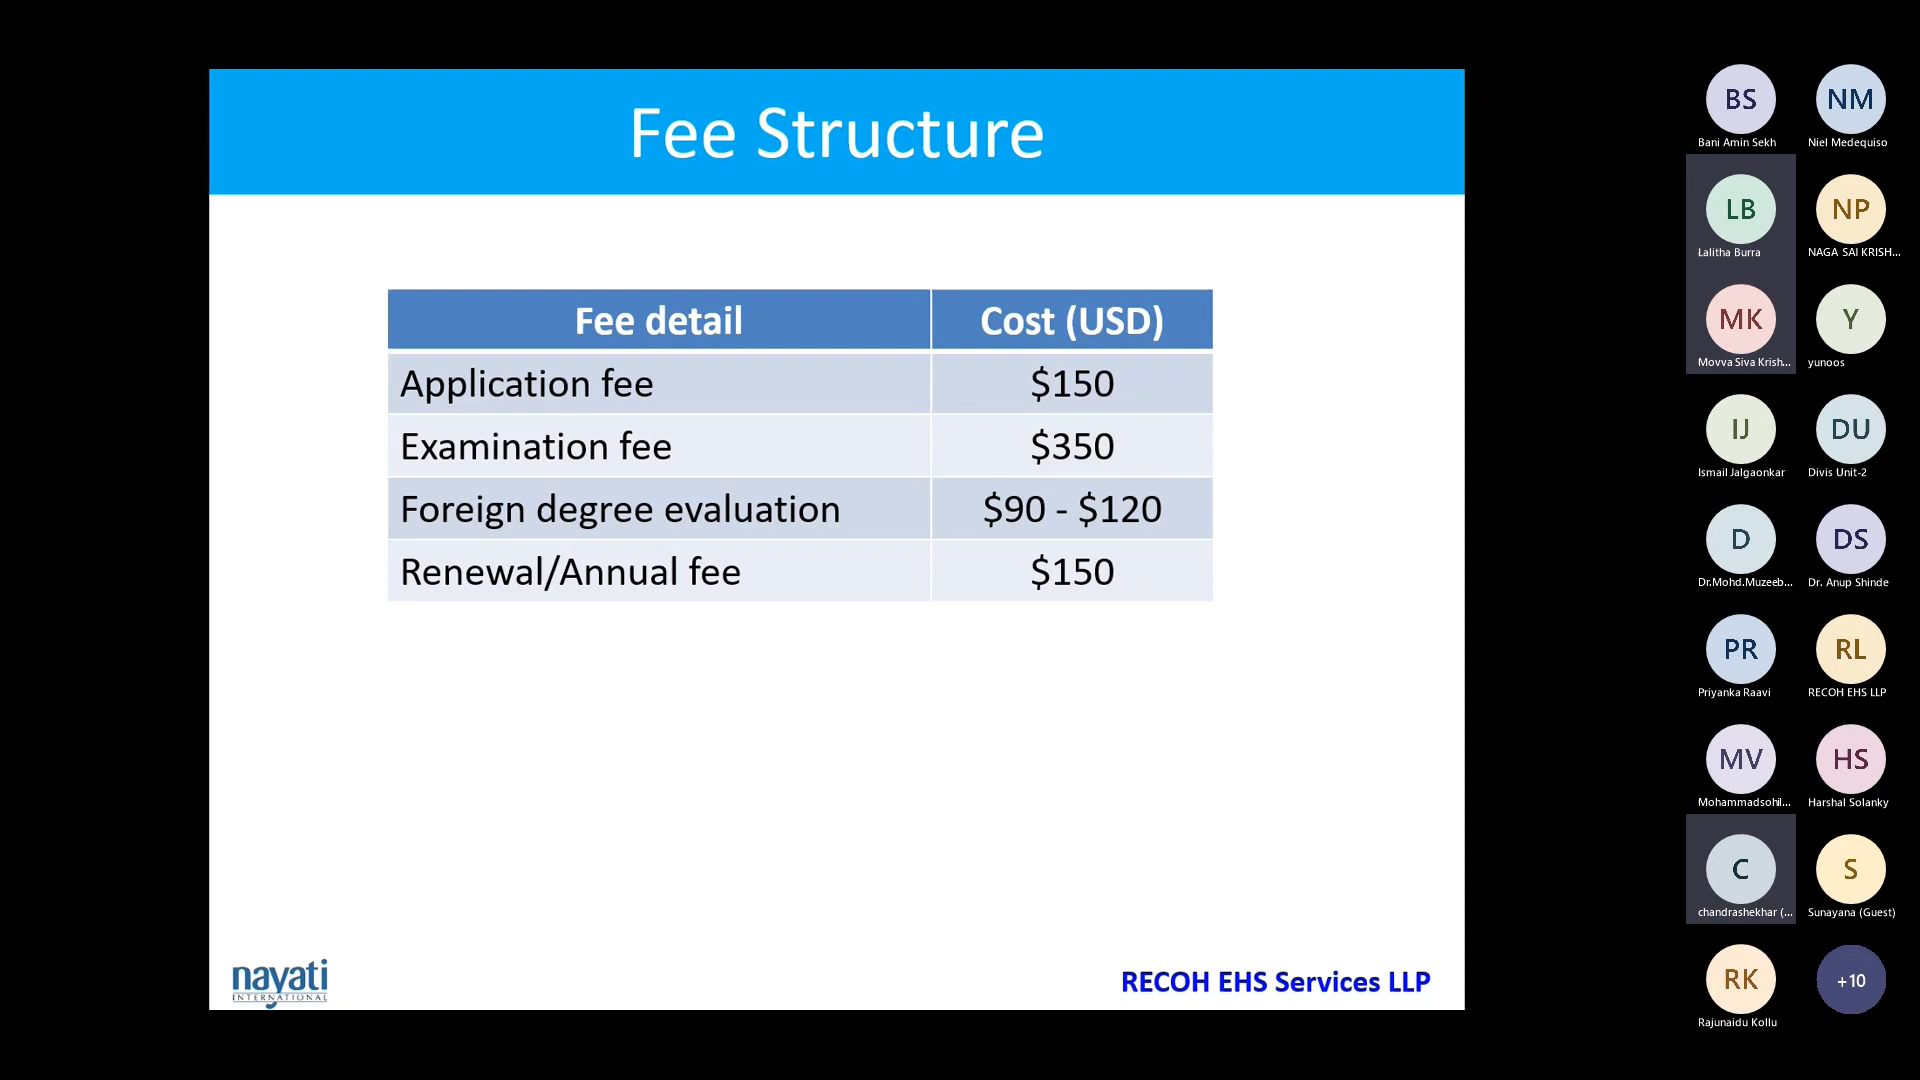 Fee Structure
Fee detail Cost (USD)
Application fee $150
Examination fee $350
Foreign degree evaluation $90 - $120
Renewal/Annual fee $150
nayati
INTERNATIONAL
RECOH EHS Services LLP
BS NM
Bani Amin Sekh Niel Medequiso
LB NP
Lalitha Burra NAGA SAI KRISH...
MK Y
Movva Siva Krish... yunoos
IJ DU
Ismail Jalgaonkar Divis Unit-2
D DS
Dr.Mohd.Muzeeb... Dr. Anup Shinde
PR RL
Priyanka Raavi RECOH EHS LLP
MV HS
Mohammadsohil... Harshal Solanky
C S
chandrashekhar (... Sunayana (Guest)
RK +10
Rajunaidu Kollu